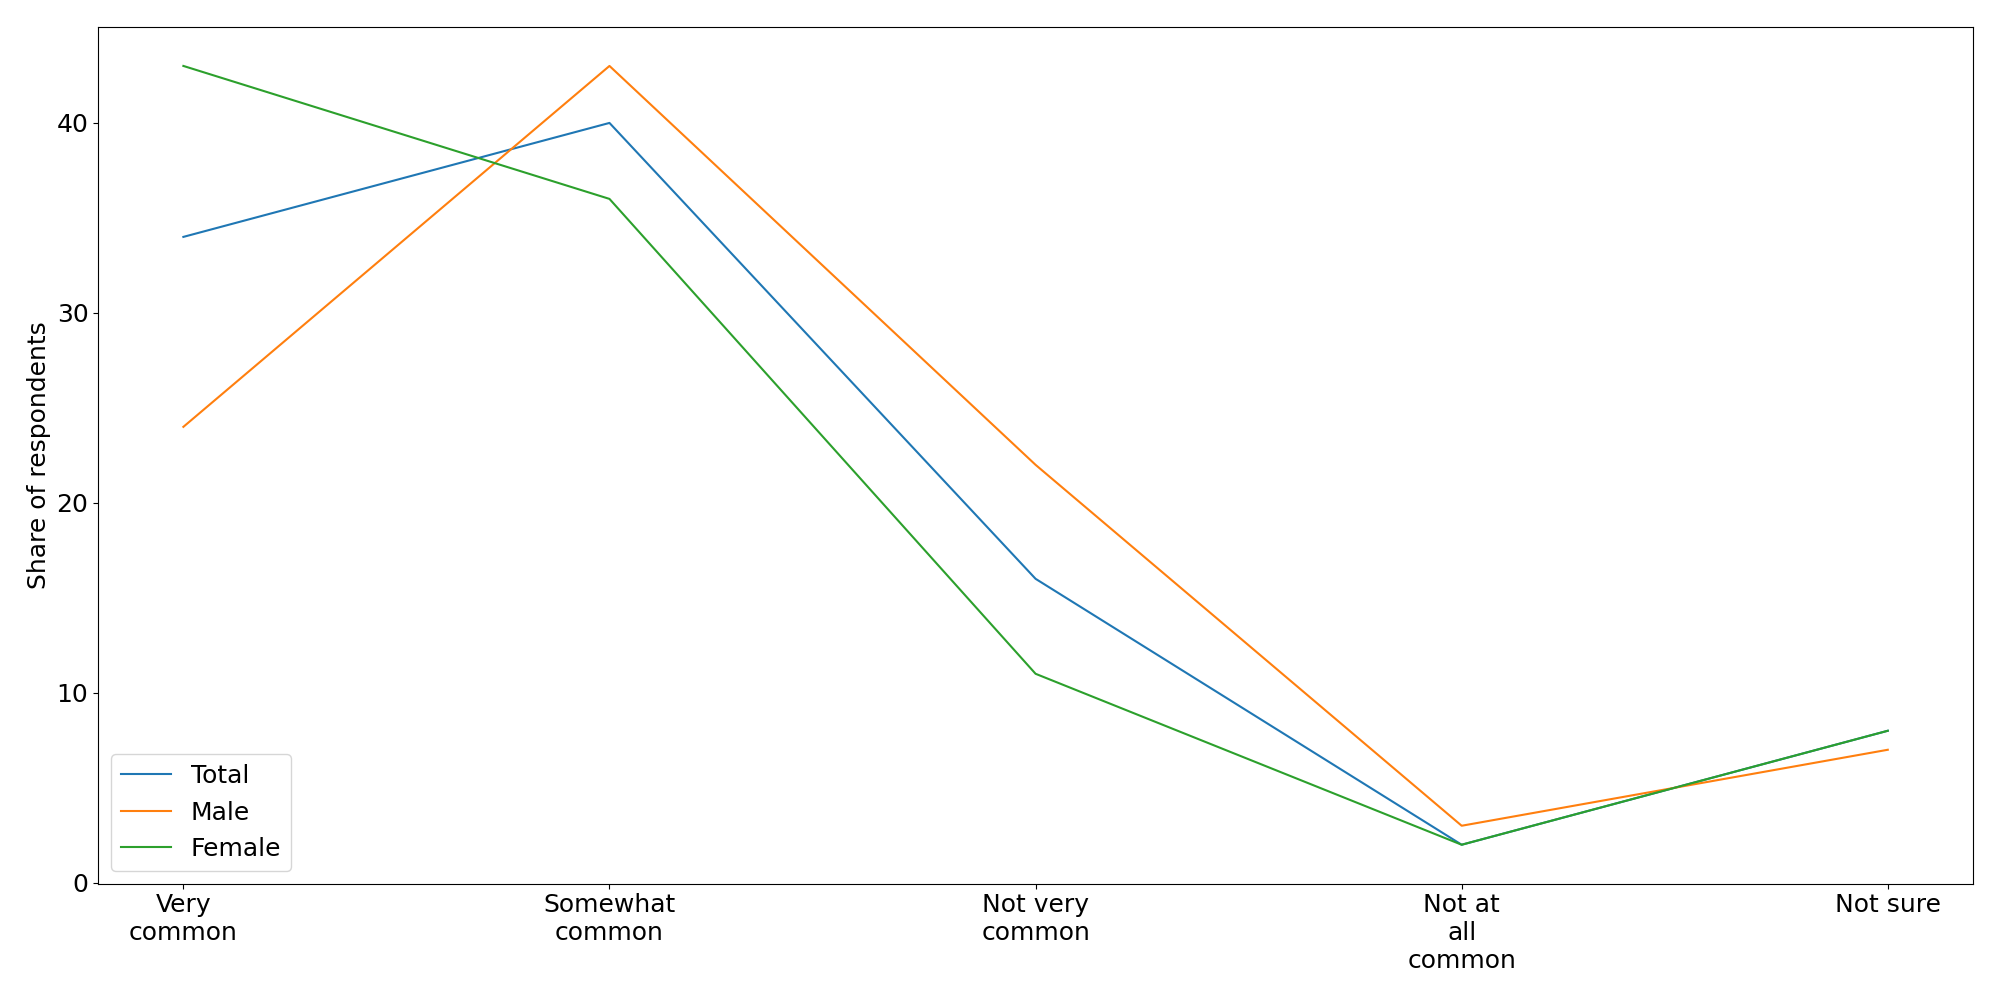 Share of respondents
40
30
20
10
0
Total
Male
Female
Very
common
Somewhat
common
Not very
common
Not at
all
common
Not sure